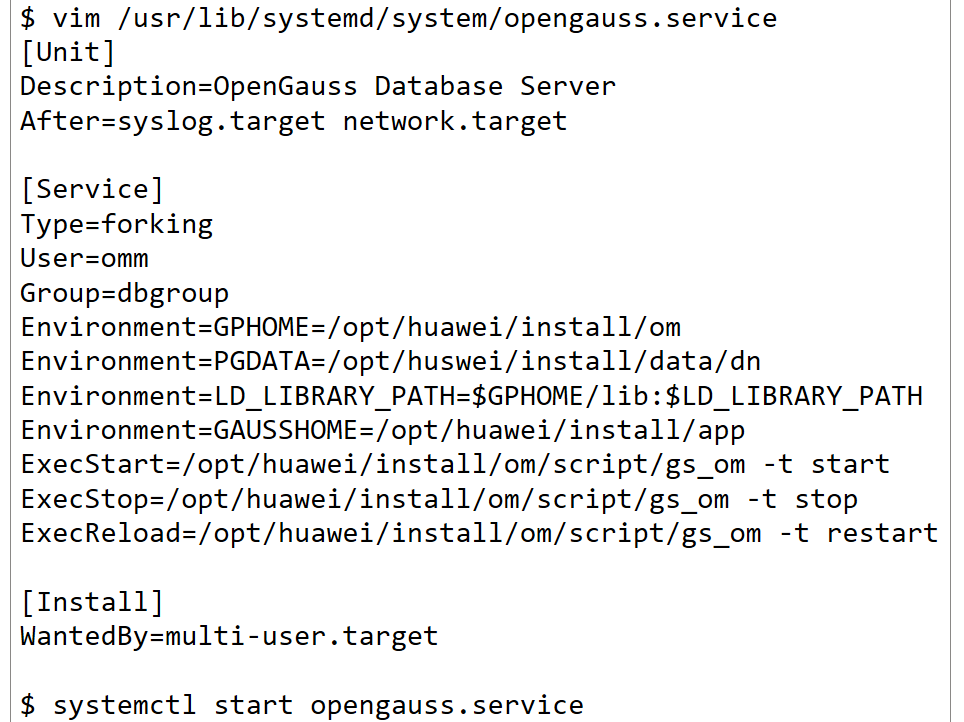 $ vim /usr/lib/systemd/system/opengauss.service
[Unit]
Description=OpenGauss Database Server
After=syslog.target network.target
[Service]
Type=forking
User=omm
Group=dbgroup
Environment=GPHOME=/opt/huawei/install/om
Environment=PGDATA=/opt/huswei/install/data/dn
Environment=LD_LIBRARY_PATH=$GPHOME/lib:$LD_LIBRARY_PATH
Environment=GAUSSHOME=/opt/huawei/install/app
ExecStart=/opt/huawei/install/om/script/gs_om -t start
ExecStop=/opt/huawei/install/om/script/gs_om -t stop
ExecReload=/opt/huawei/install/om/script/gs_om -t restart
[Install]
WantedBy=multi-user.target
$ systemctl start opengauss.service